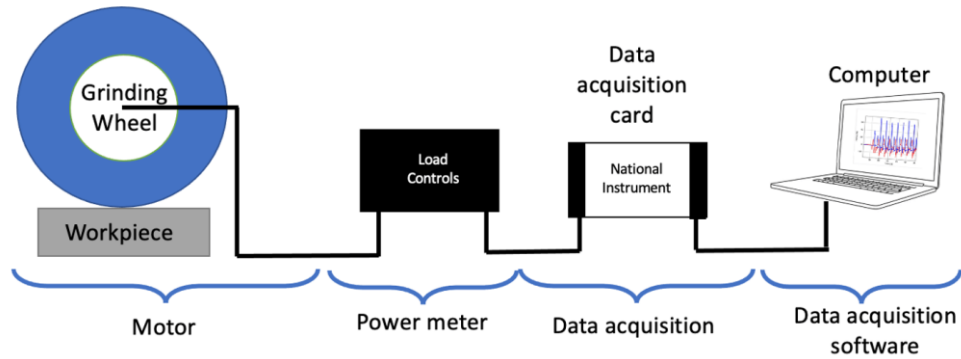 Grinding
Wheel
Workpiece
Load
Controls
Data
acquisition
card
National
Instrument
Computer
Motor
Power meter
Data acquisition
Data acquisition
software